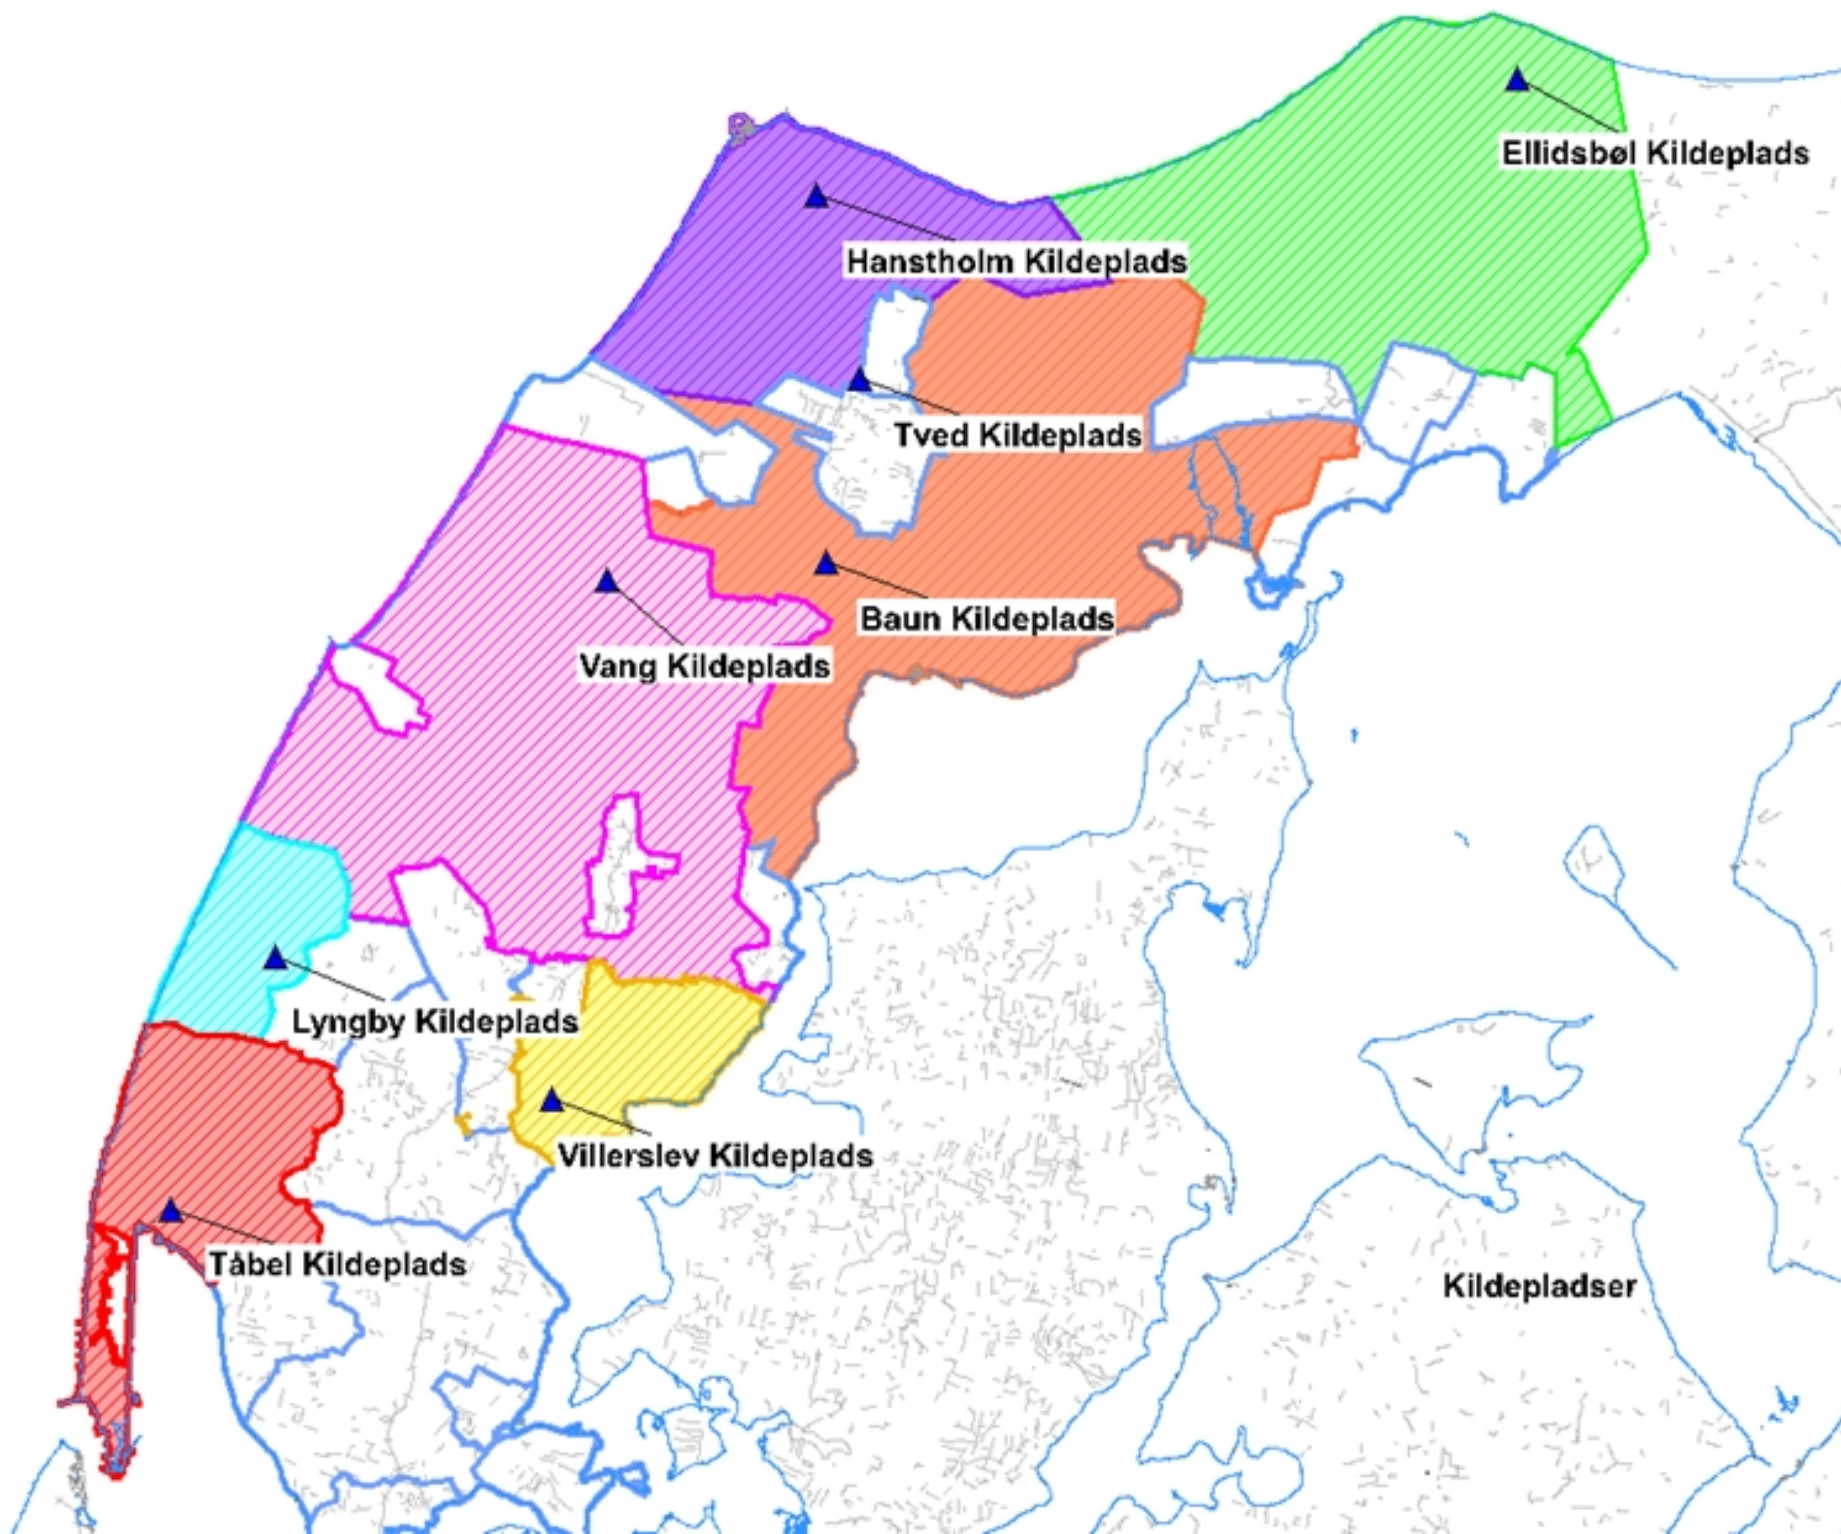 Ellidsbøl Kildeplads
Hanstholm Kildeplads
Tved Kildeplads
Baun Kildeplads
Vang Kildeplads
Lyngby Kildeplads
Villerslev Kildeplads
Tåbel Kildeplads
Kildepladser